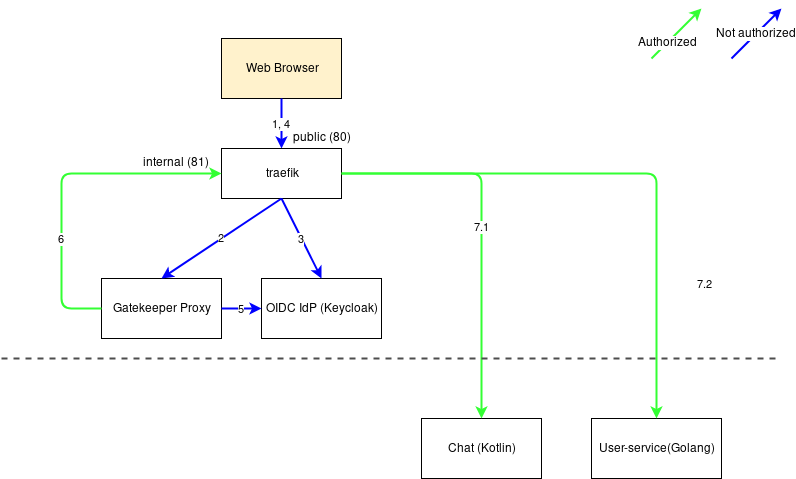 Not authorized
Authorized
Web Browser
1, 4
public (80)
internal (81)
traefik
7.1
6
2
3
7.2
Gatekeeper Proxy
5
OIDC IdP (Keycloak)
Chat (Kotlin)
User-service(Golang)